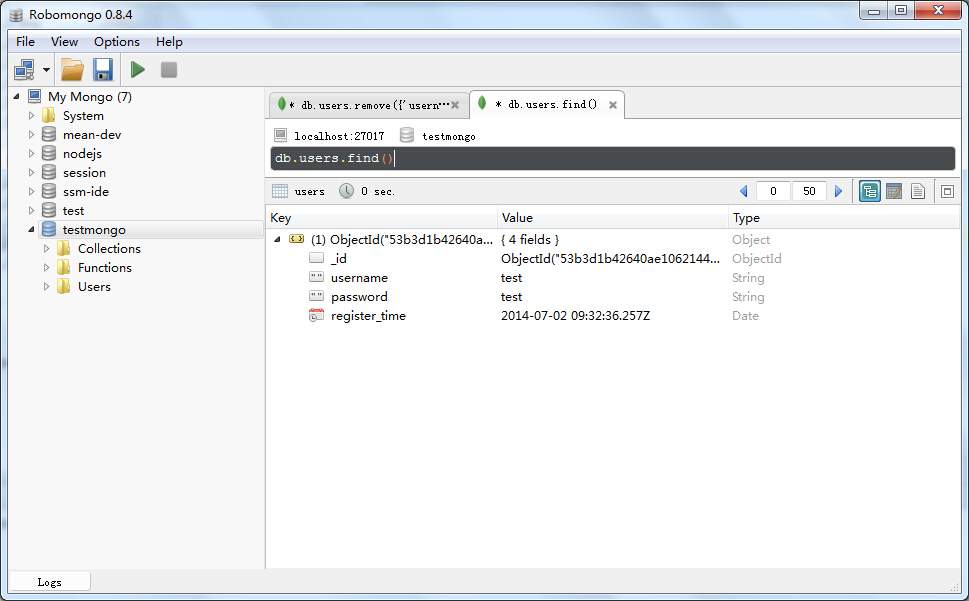 Robomongo 0.8.4
File View Options Help
My Mongo (7)
System
mean-dev
nodejs
session
ssm-ide
test
testmongo
Collections
Functions
Users
* db.users.remove({'usern··· * db.users.find()
localhost:27017 testmongo
db.users.find()
users 0 sec. 0 50
Key Value Type
(1) ObjectId("53b3d1b42640a... { 4 fields } Object
_id ObjectId("53b3d1b42640ae1062144... ObjectId
username test String
password test String
register_time 2014-07-02 09:32:36.257Z Date
Logs